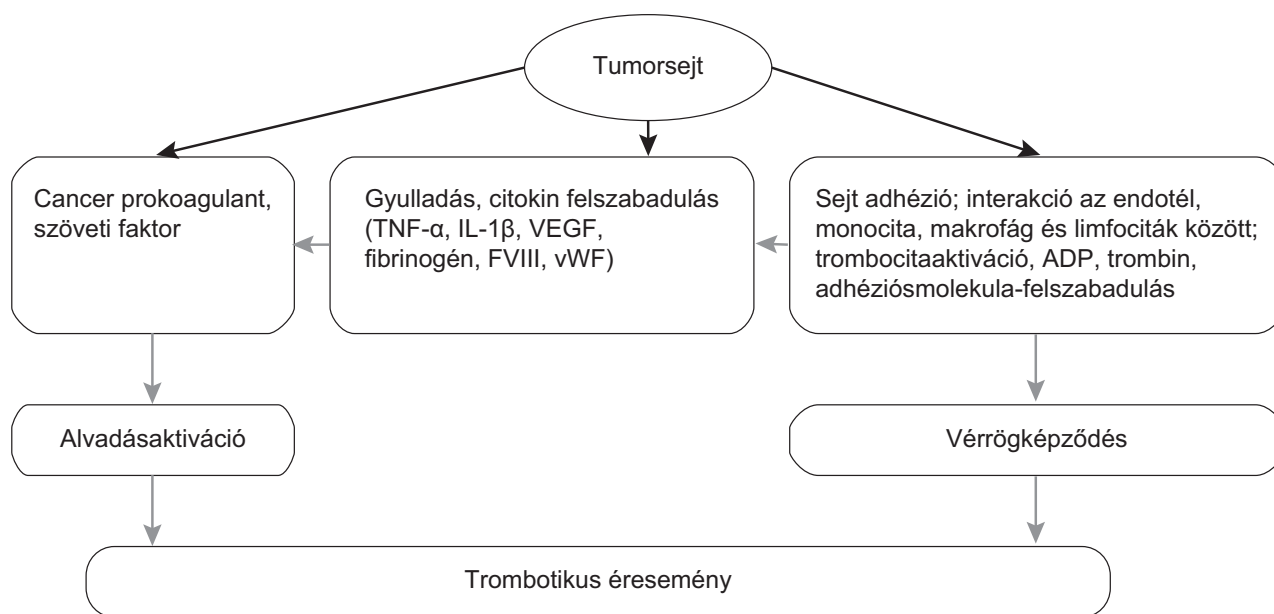 Tumorsejt
Cancer prokoagulant,
szöveti faktor
Gyulladás, citokin felszabadulás
(TNF-α, IL-1β, VEGF,
fibrinogén, FVIII, vWF)
Sejt adhézió; interakció az endotél,
monocita, makrofág és limfociták között;
trombocitaaktiváció, ADP, trombin,
adhéziósmolekula-felszabadulás
Alvadásaktiváció
Vérrögképződés
Trombotikus éresemény